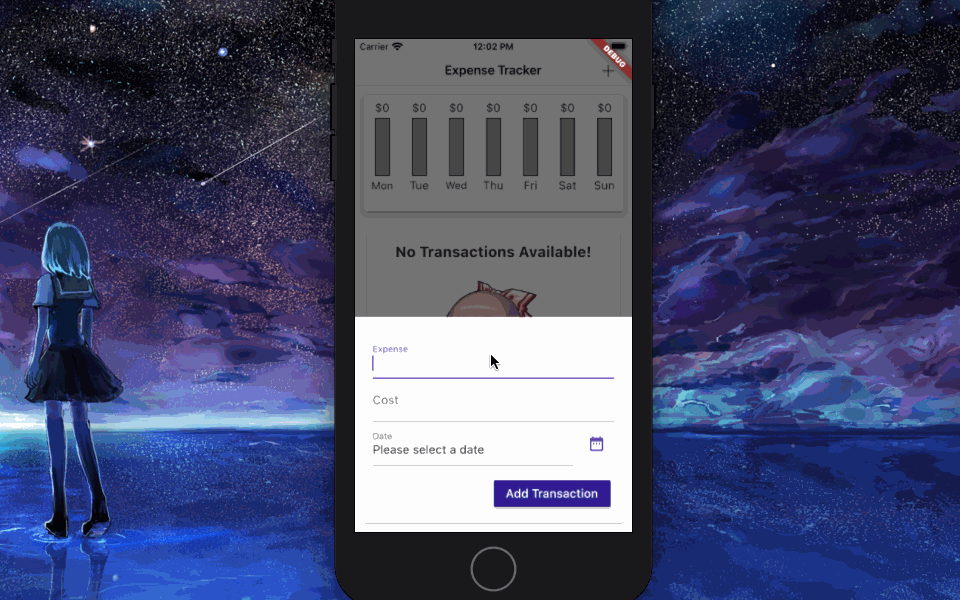 Carrier 12:02 PM
DEBUG
Expense Tracker
$0 $0 $0 $0 $0 $0 $0
Mon Tue Wed Thu Fri Sat Sun
No Transactions Available!
Expense
Cost
Date
Please select a date
Add Transaction